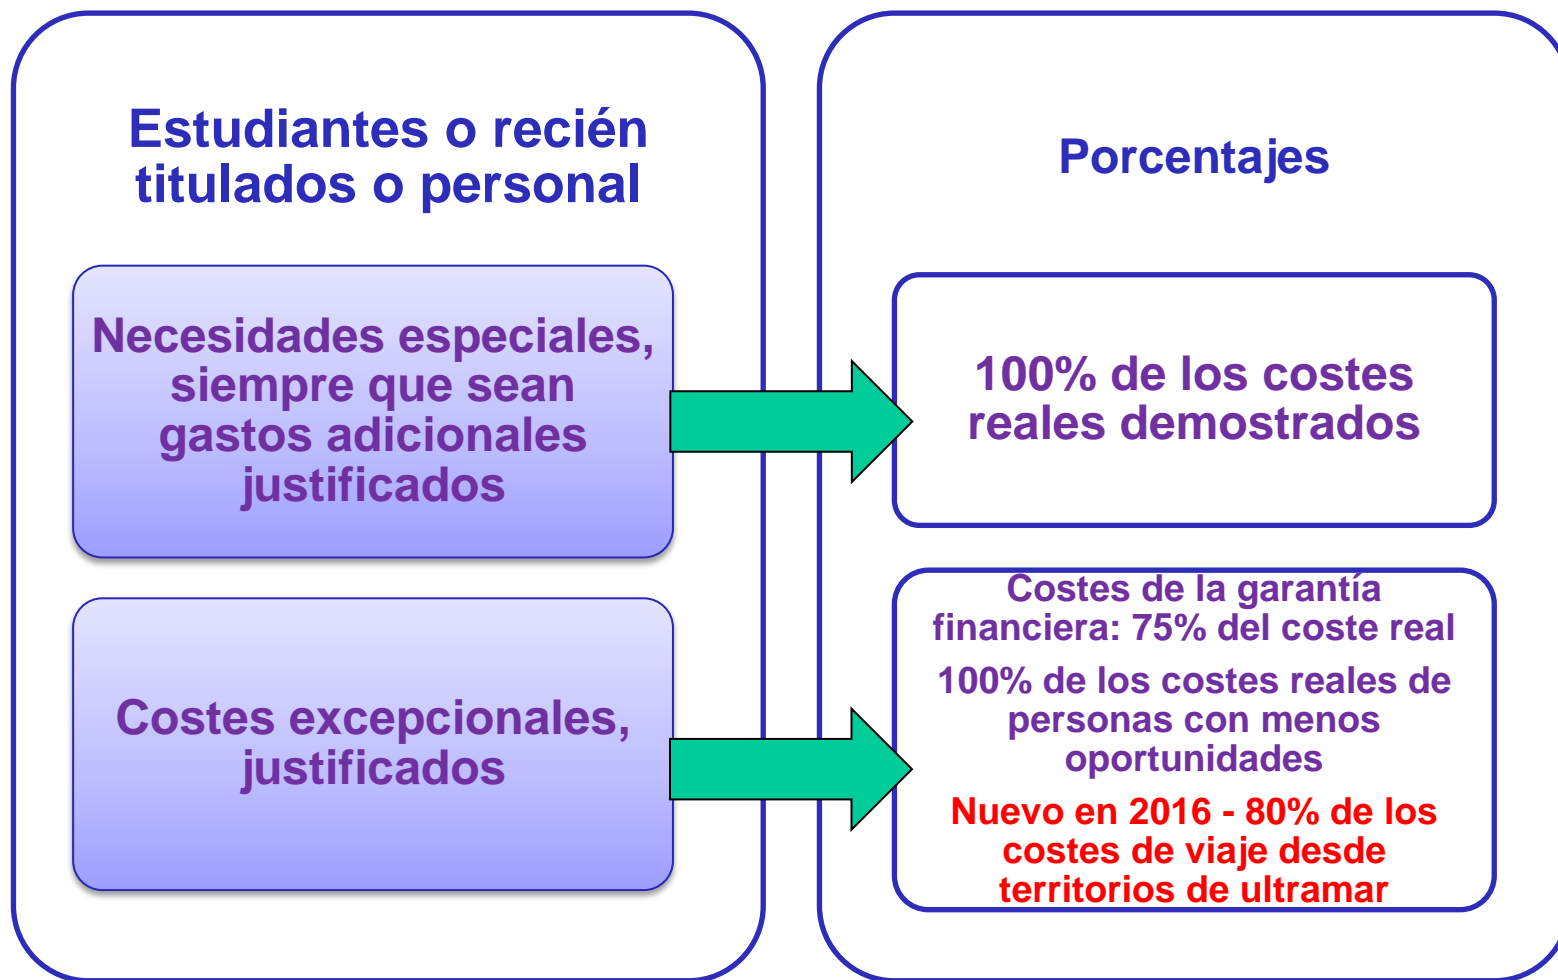 Estudiantes o recién
titulados o personal
Necesidades especiales,
siempre que sean
gastos adicionales
justificados
Costes excepcionales,
justificados
Porcentajes
100% de los costes
reales demostrados
Costes de la garantía
financiera: 75% del coste real
100% de los costes reales de
personas con menos
oportunidades
Nuevo en 2016 - 80% de los
costes de viaje desde
territorios de ultramar